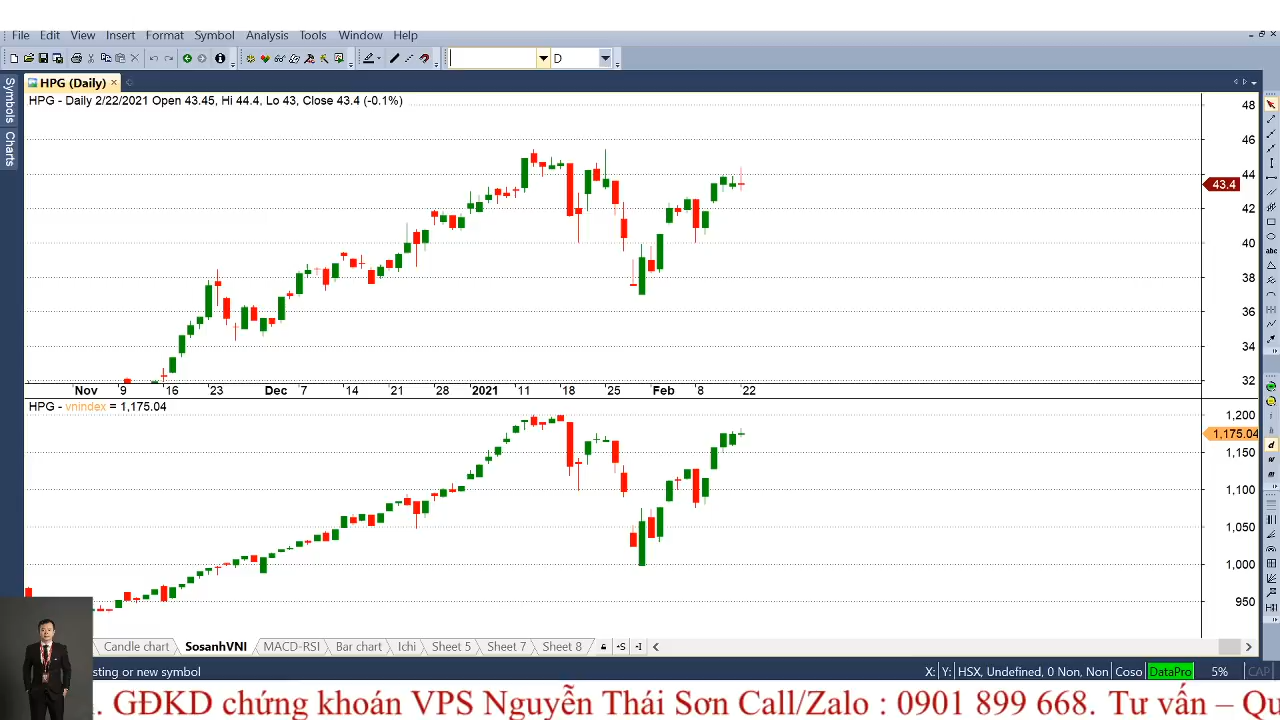 File Edit View Insert Format Symbol Analysis Tools Window Help
D
Symbols
Charts
HPG (Daily)
HPG - Daily 2/22/2021 Open 43.45, Hi 44.4, Lo 43, Close 43.4 (-0.1%)
48
46
44
43.4
42
40
38
36
34
32
Nov 9 16 23 Dec 7 14 21 28 2021 11 18 25 Feb 8 22
HPG - vnindex = 1,175.04
1,200
1,175.04
1,150
1,100
1,050
1,000
950
Candle chart SosanhVNI MACD-RSI Bar chart Ichi Sheet 5 Sheet 7 Sheet 8
sting or new symbol X: Y: HSX, Undefined, 0 Non, Non Coso DataPro 5% CAP
. GĐKD chứng khoán VPS Nguyễn Thái Sơn Call/Zalo : 0901 899 668. Tư vấn – Qu
abc